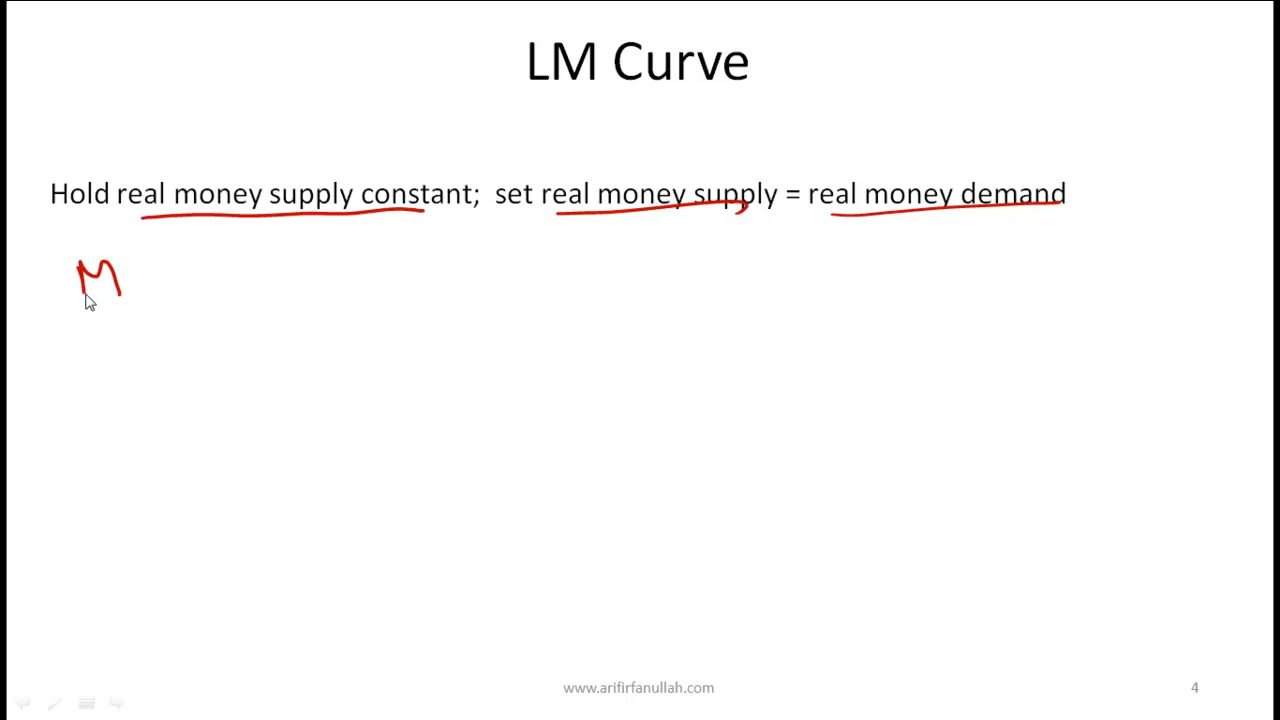 LM Curve
Hold real money supply constant; set real money supply = real money demand
M
www.arifirfanullah.com
4